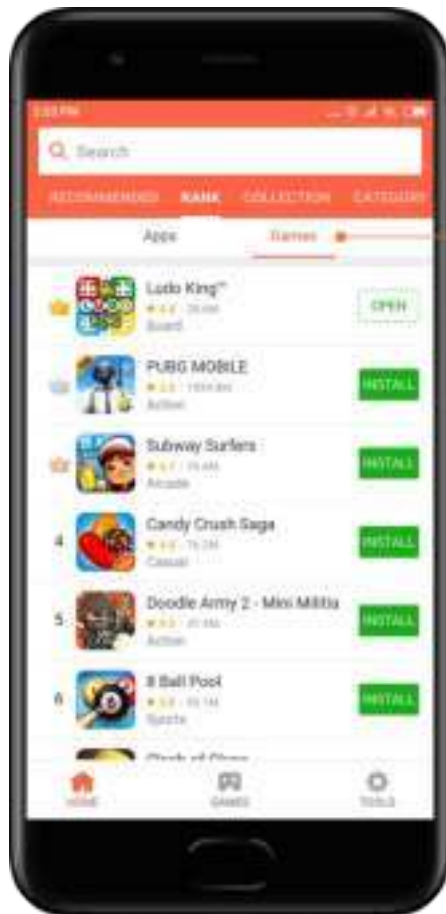 Search
RECOMMENDED RANK COLLECTION CATEGORY
Apps Games
Ludo King™
Board
OPEN
PUBG MOBILE
Action
INSTALL
Subway Surfers
Arcade
INSTALL
4
Candy Crush Saga
Casual
INSTALL
5
Doodle Army 2 - Mini Militia
Action
INSTALL
6
8 Ball Pool
Sports
INSTALL
HOME GAMES TOOLS